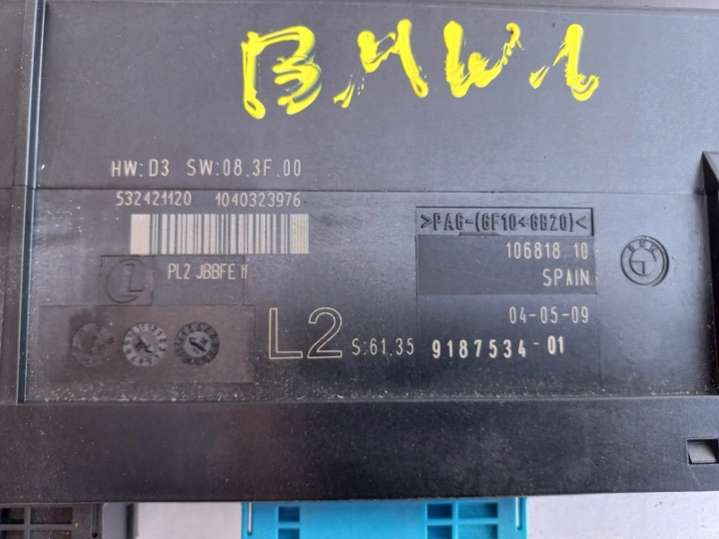 BMW1
HW:D3 SW:08.3F.00
532421120 1040323976
>PA6-(GF10+GB20)<
106818 10
PL2 JBBFE II
SPAIN
04-05-09
L2 S:61.35 9187534-01